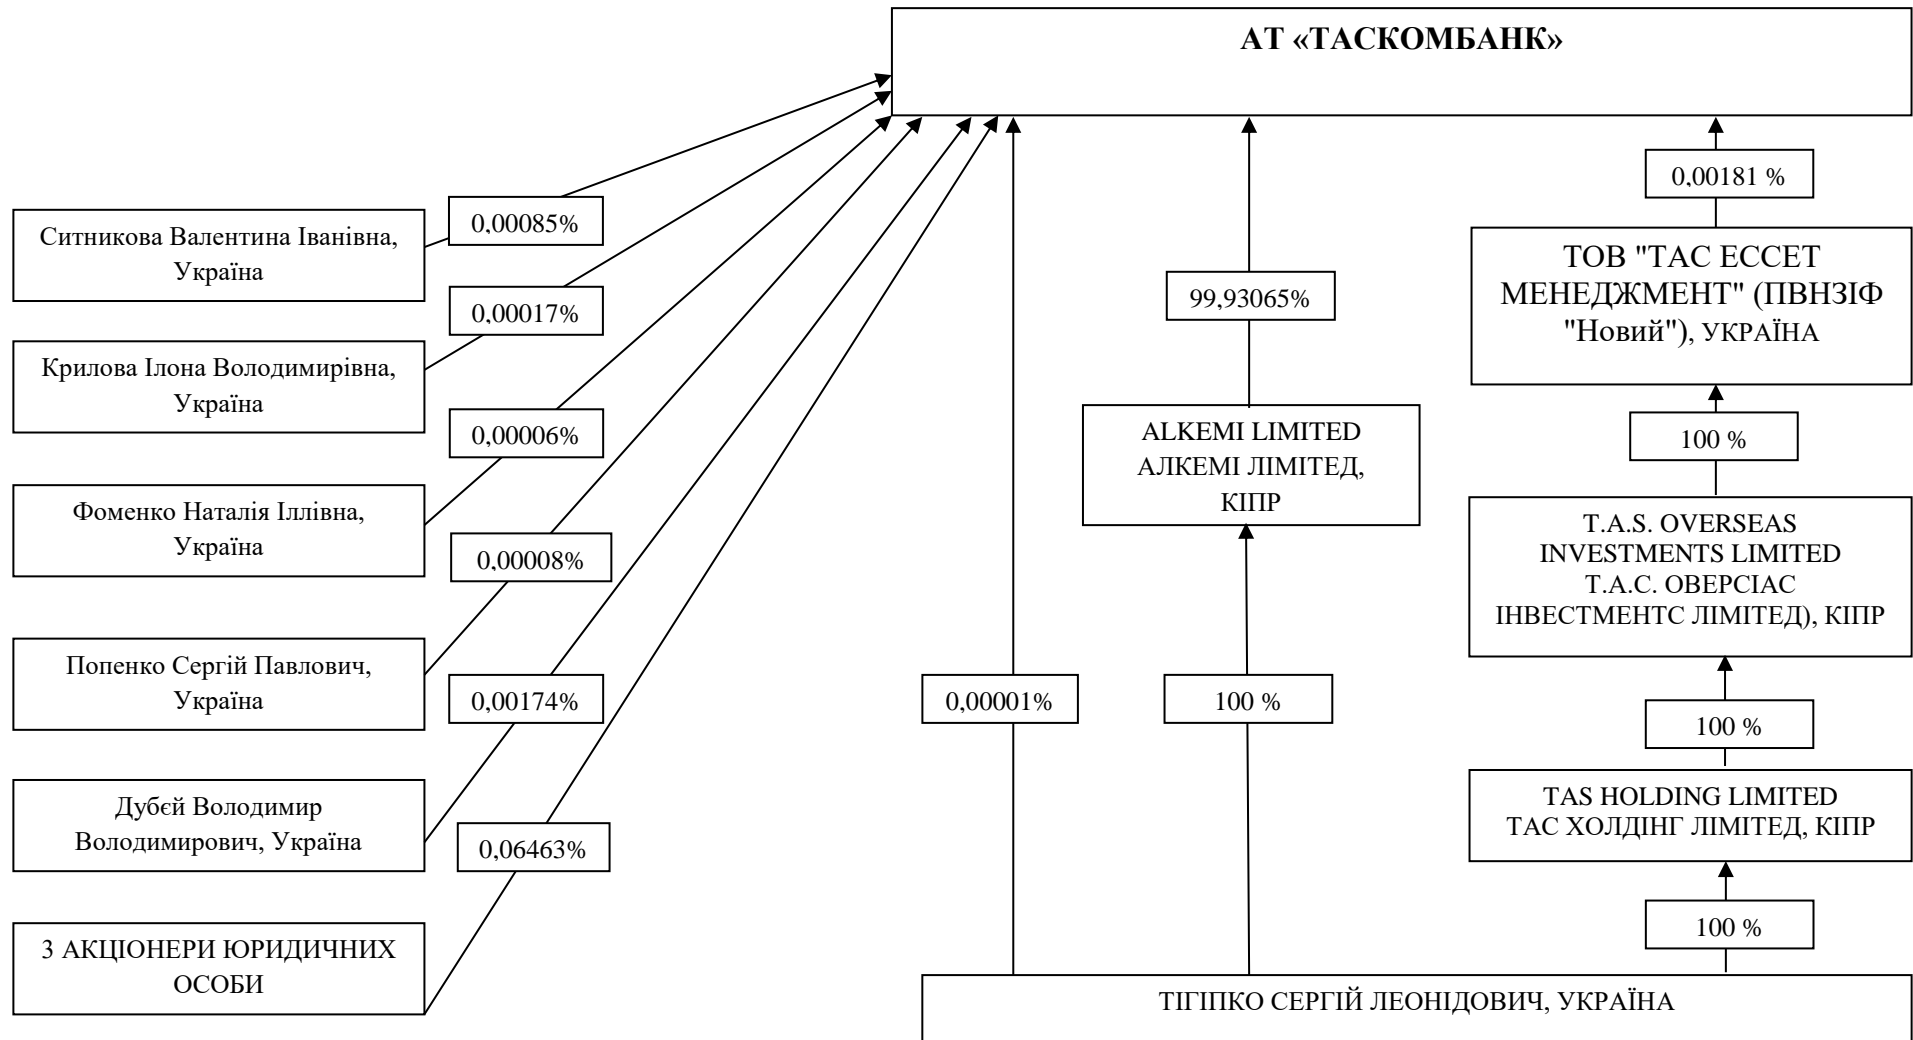 АТ «ТАСКОМБАНК»
0,00181 %
Ситникова Валентина Іванівна,
Україна
0,00085%
ТОВ "ТАС ЕССЕТ
МЕНЕДЖМЕНТ" (ПВНЗІФ
"Новий"), УКРАЇНА
99,93065%
0,00017%
Крилова Ілона Володимирівна,
Україна
0,00006%
ALKEMI LIMITED
АЛКЕМІ ЛІМІТЕД,
КІПР
100 %
Фоменко Наталія Іллівна,
Україна
0,00008%
T.A.S. OVERSEAS
INVESTMENTS LIMITED
Т.А.С. ОВЕРСІАС
ІНВЕСТМЕНТС ЛІМІТЕД), КІПР
Попенко Сергій Павлович,
Україна
0,00174%
0,00001%
100 %
100 %
Дубєй Володимир
Володимирович, Україна
0,06463%
TAS HOLDING LIMITED
ТАС ХОЛДІНГ ЛІМІТЕД, КІПР
100 %
3 АКЦІОНЕРИ ЮРИДИЧНИХ
ОСОБИ
ТІГІПКО СЕРГІЙ ЛЕОНІДОВИЧ, УКРАЇНА